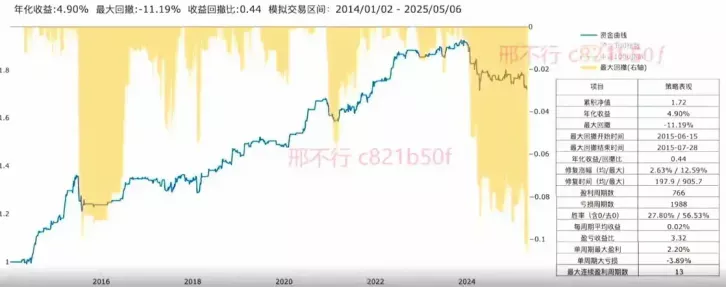 年化收益:4.90% 最大回撤:-11.19% 收益回撤比:0.44 模拟交易区间: 2014/01/02 - 2025/05/06
资金曲线
最大回撤(右轴)
邢不行 c821b50f
邢不行 c821b50f
1.8
1.6
1.4
1.2
1
0
−0.02
−0.04
−0.06
−0.08
−0.1
2016
2018
2020
2022
2024
项目 策略表现
累积净值 1.72
年化收益 4.90%
最大回撤 -11.19%
最大回撤开始时间 2015-06-15
最大回撤结束时间 2015-07-28
年化收益/回撤比 0.44
修复涨幅 (均/最大) 2.63% / 12.59%
修复时间 (均/最大) 197.9 / 905.7
盈利周期数 766
亏损周期数 1988
胜率 (含0/去0) 27.80% / 56.53%
每周期平均收益 0.02%
盈亏收益比 3.32
单周期最大盈利 2.20%
单周期大亏损 -3.89%
最大连续盈利周期数 13